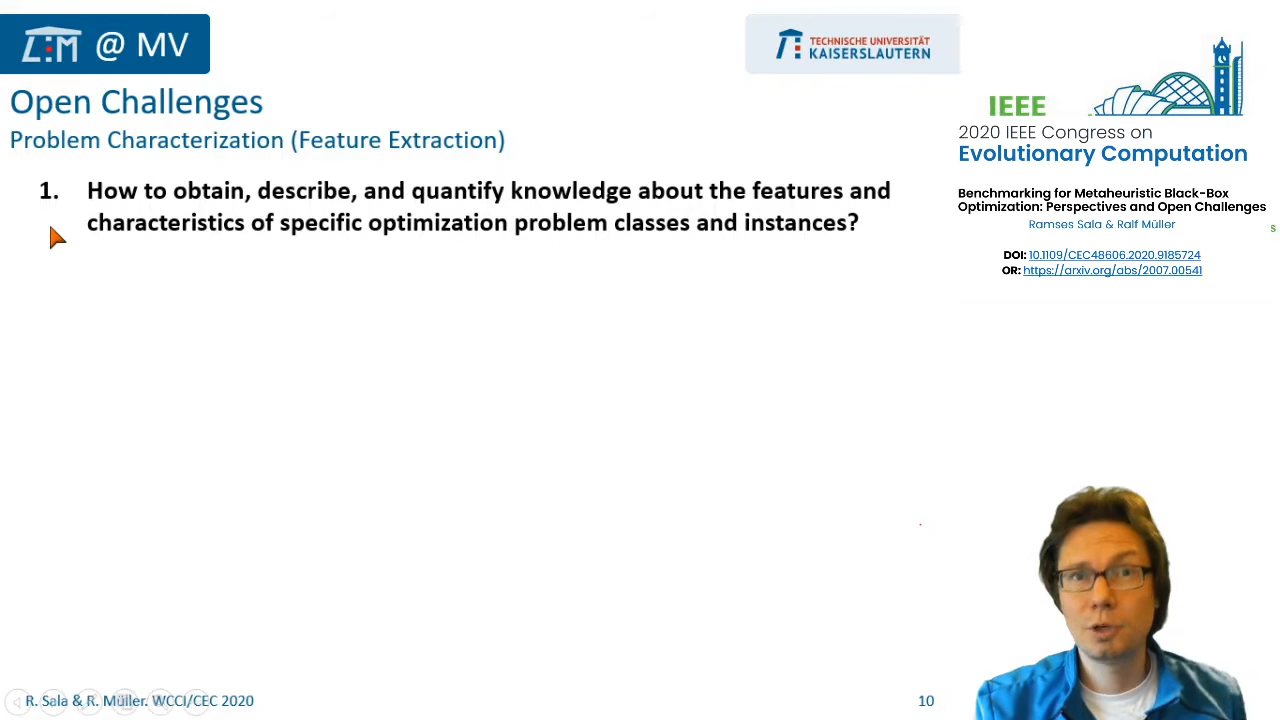 LTM @ MV
TECHNISCHE UNIVERSITÄT
KAISERSLAUTERN
Open Challenges
Problem Characterization (Feature Extraction)
1. How to obtain, describe, and quantify knowledge about the features and
characteristics of specific optimization problem classes and instances?
IEEE
2020 IEEE Congress on
Evolutionary Computation
Benchmarking for Metaheuristic Black-Box
Optimization: Perspectives and Open Challenges
Ramses Sala & Ralf Müller
s
DOI: 10.1109/CEC48606.2020.9185724
OR: https://arxiv.org/abs/2007.00541
R. Sala & R. Müller. WCCI/CEC 2020
10